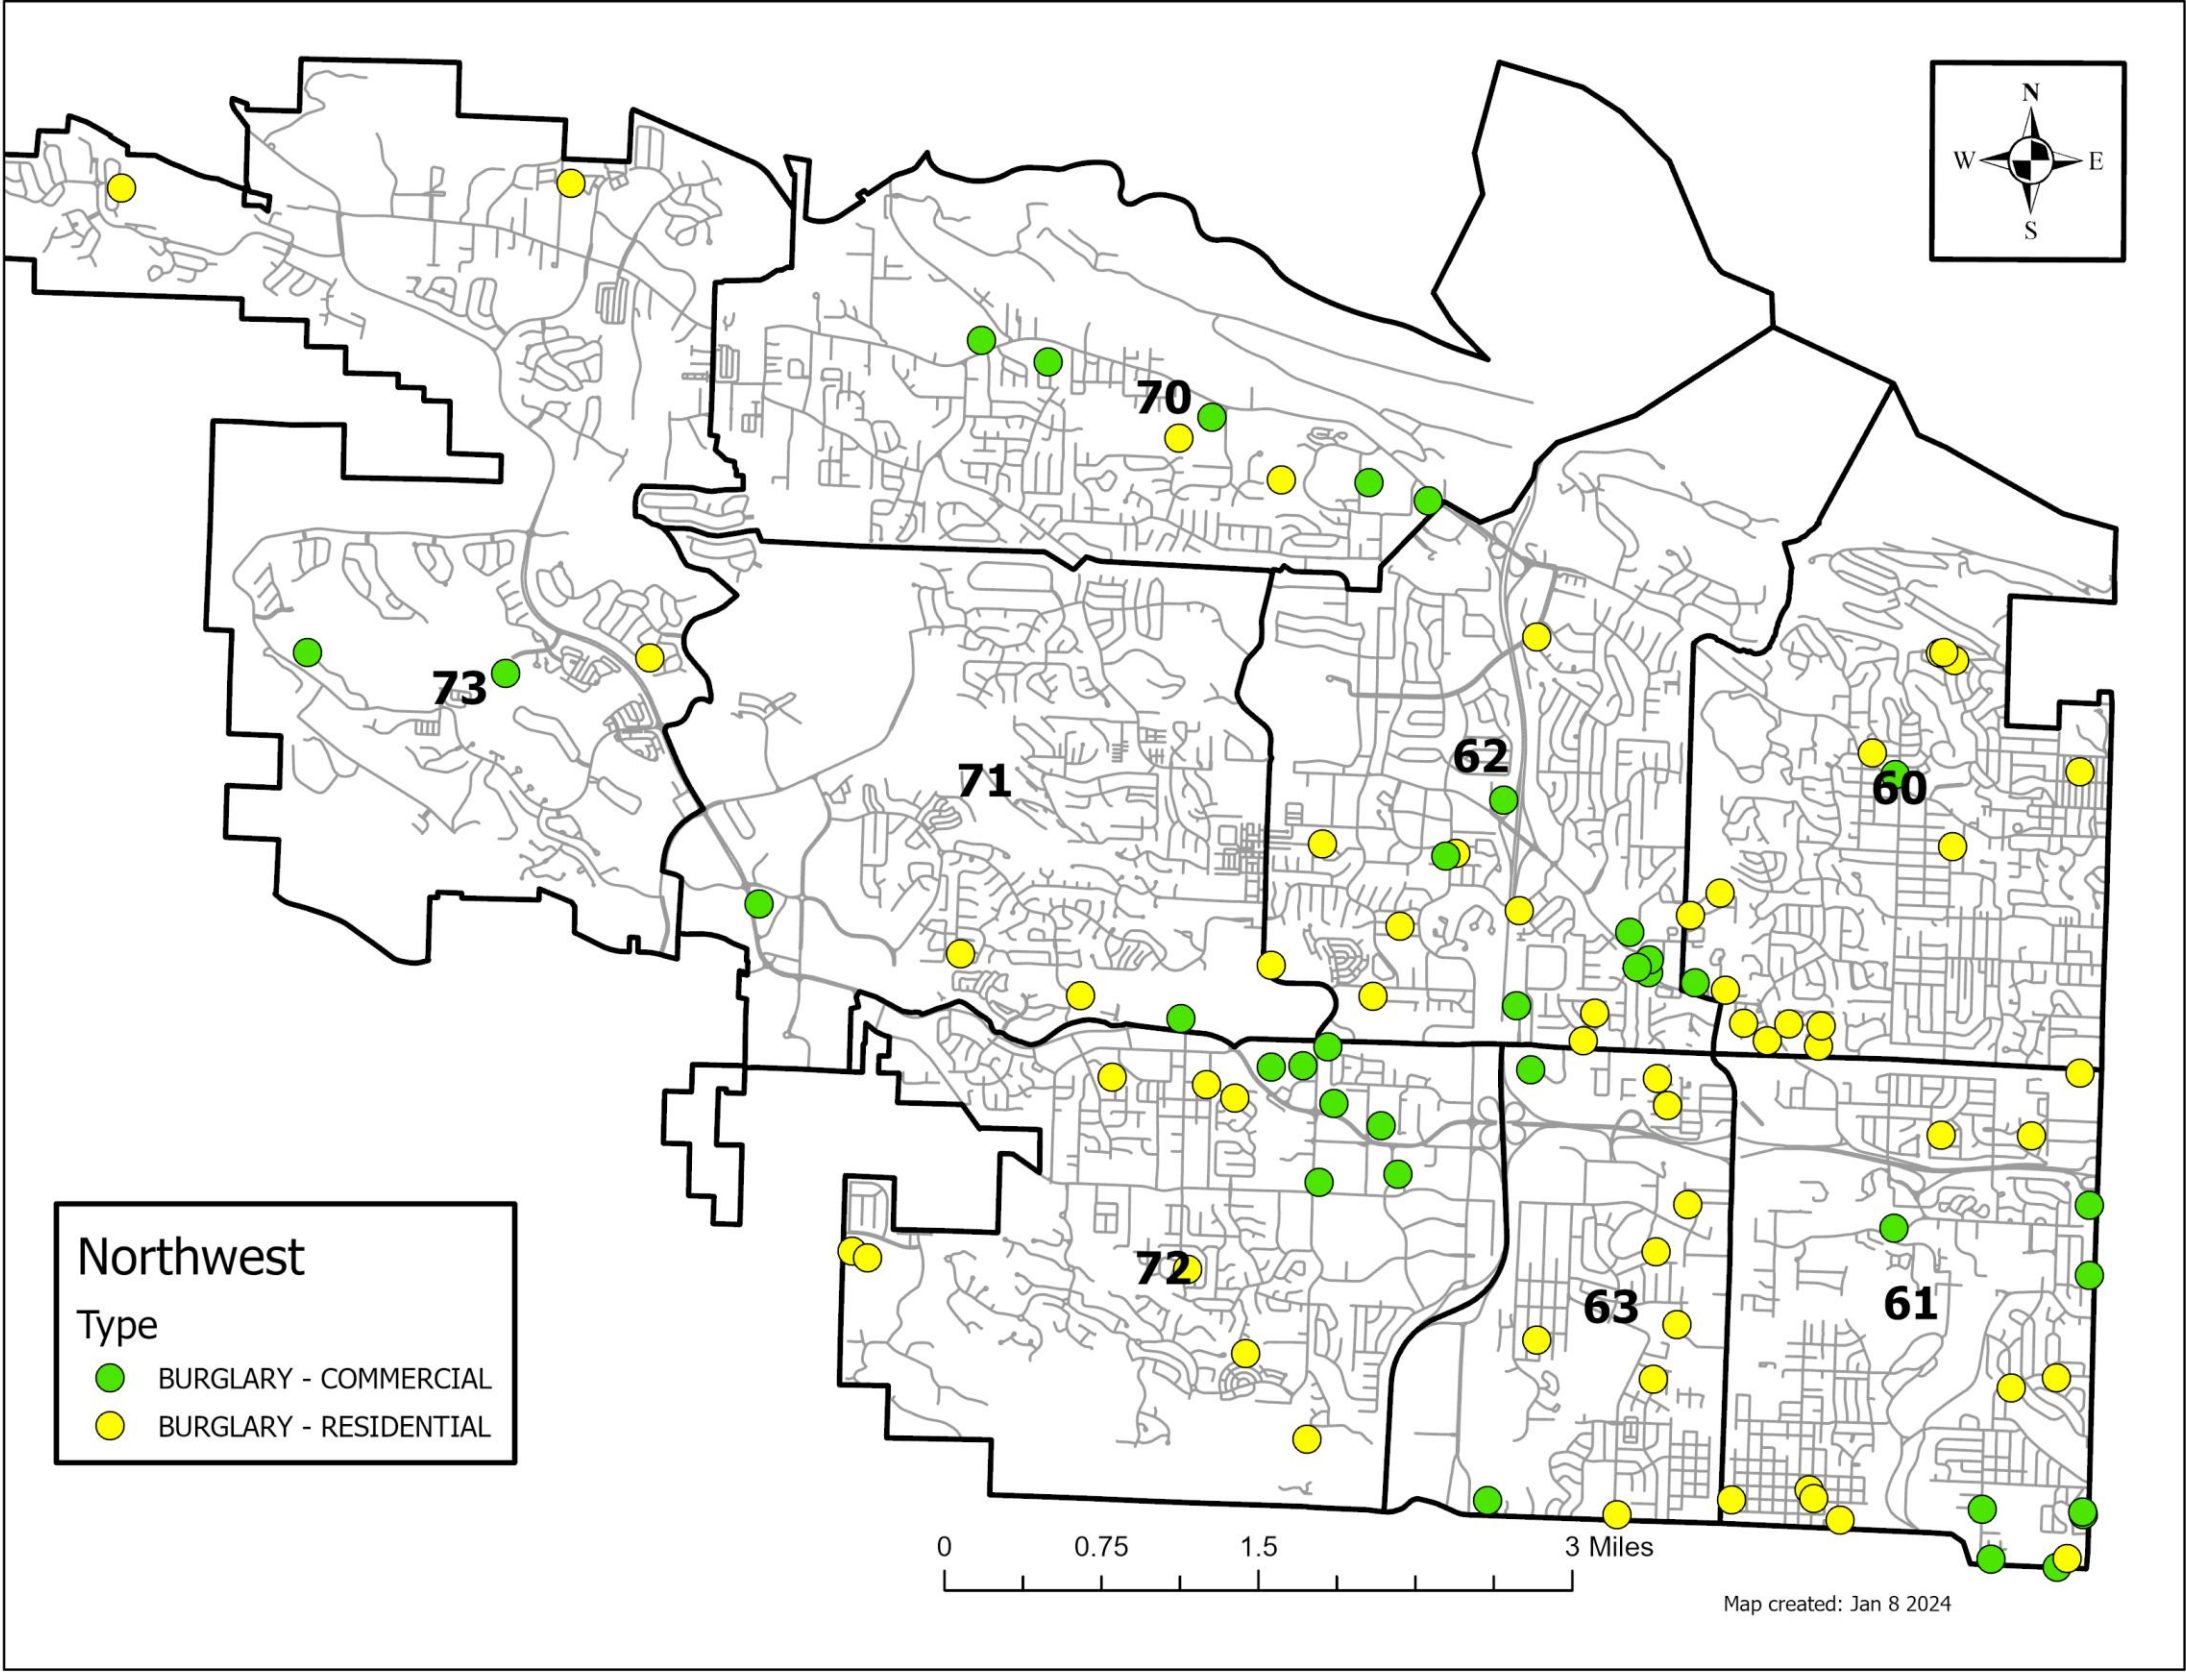 N
W E
S
70
73
62
71
60
72
63
61
Northwest
Type
BURGLARY - COMMERCIAL
BURGLARY - RESIDENTIAL
0 0.75 1.5 3 Miles
Map created: Jan 8 2024